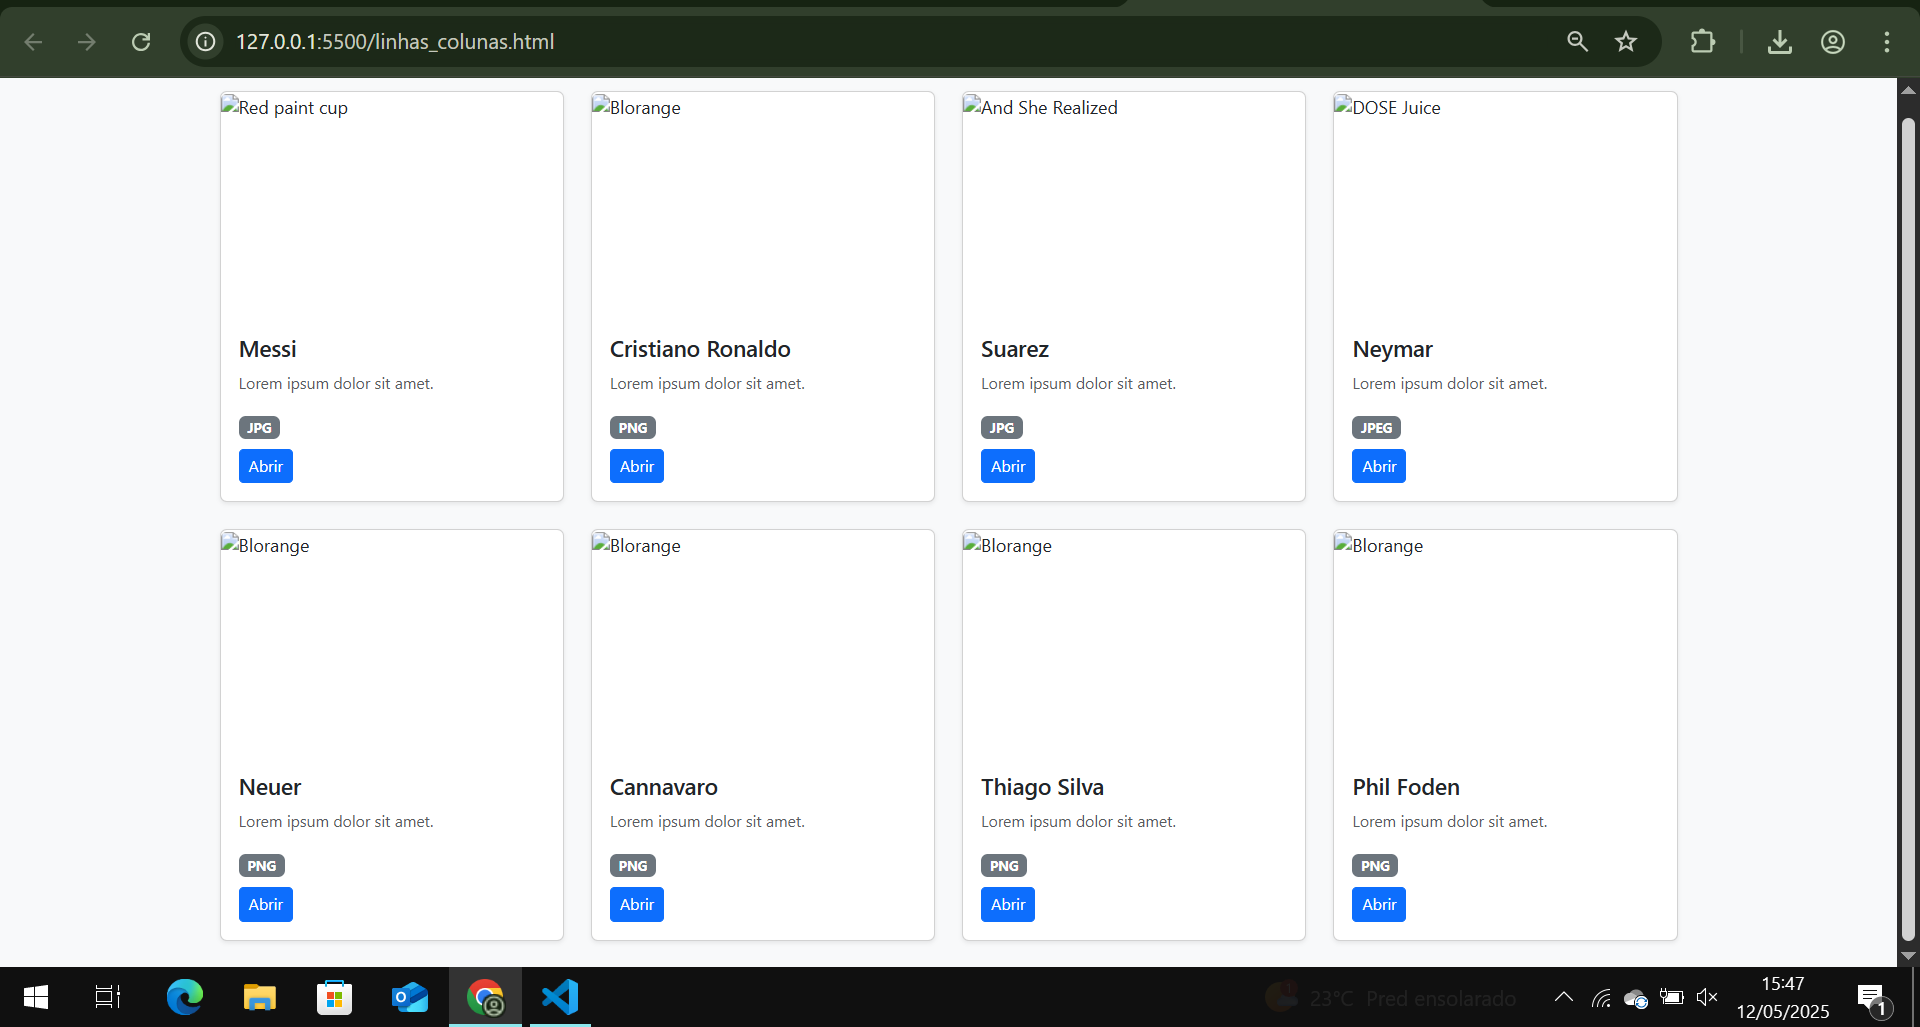 127.0.0.1:5500/linhas_colunas.html
Red paint cup
Blorange
And She Realized
DOSE Juice
Messi
Cristiano Ronaldo
Suarez
Neymar
Lorem ipsum dolor sit amet.
Lorem ipsum dolor sit amet.
Lorem ipsum dolor sit amet.
Lorem ipsum dolor sit amet.
JPG
PNG
JPG
JPEG
Abrir
Abrir
Abrir
Abrir
Blorange
Blorange
Blorange
Blorange
Neuer
Cannavaro
Thiago Silva
Phil Foden
Lorem ipsum dolor sit amet.
Lorem ipsum dolor sit amet.
Lorem ipsum dolor sit amet.
Lorem ipsum dolor sit amet.
PNG
PNG
PNG
PNG
Abrir
Abrir
Abrir
Abrir
1
23°C Pred ensolarado
15:47
12/05/2025
1